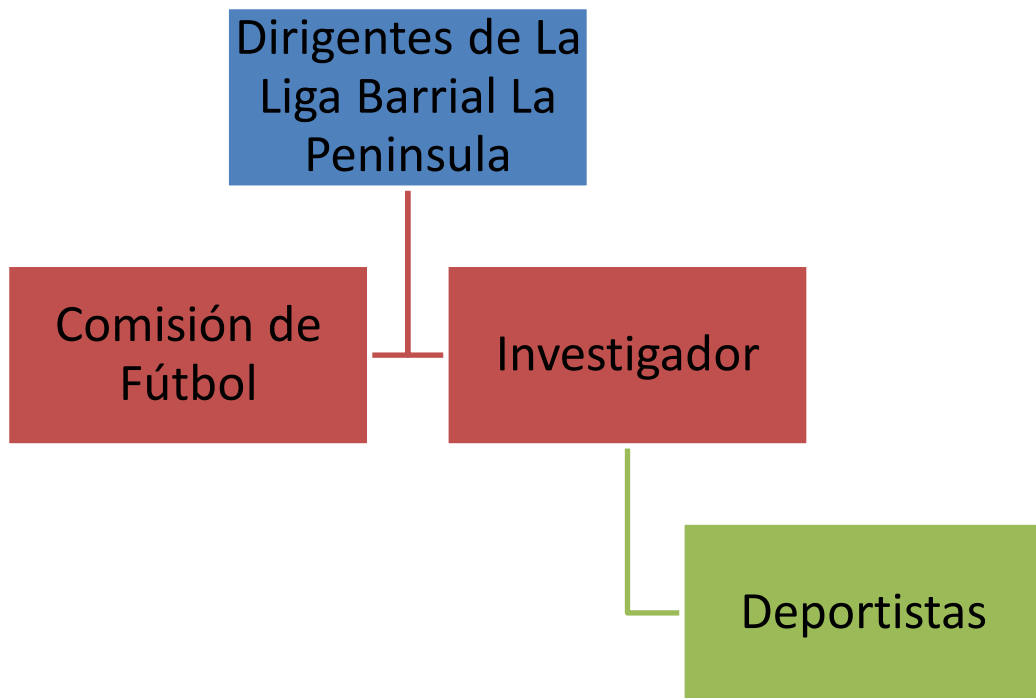 Dirigentes de La
Liga Barrial La
Peninsula
Comisión de
Fútbol
Investigador
Deportistas